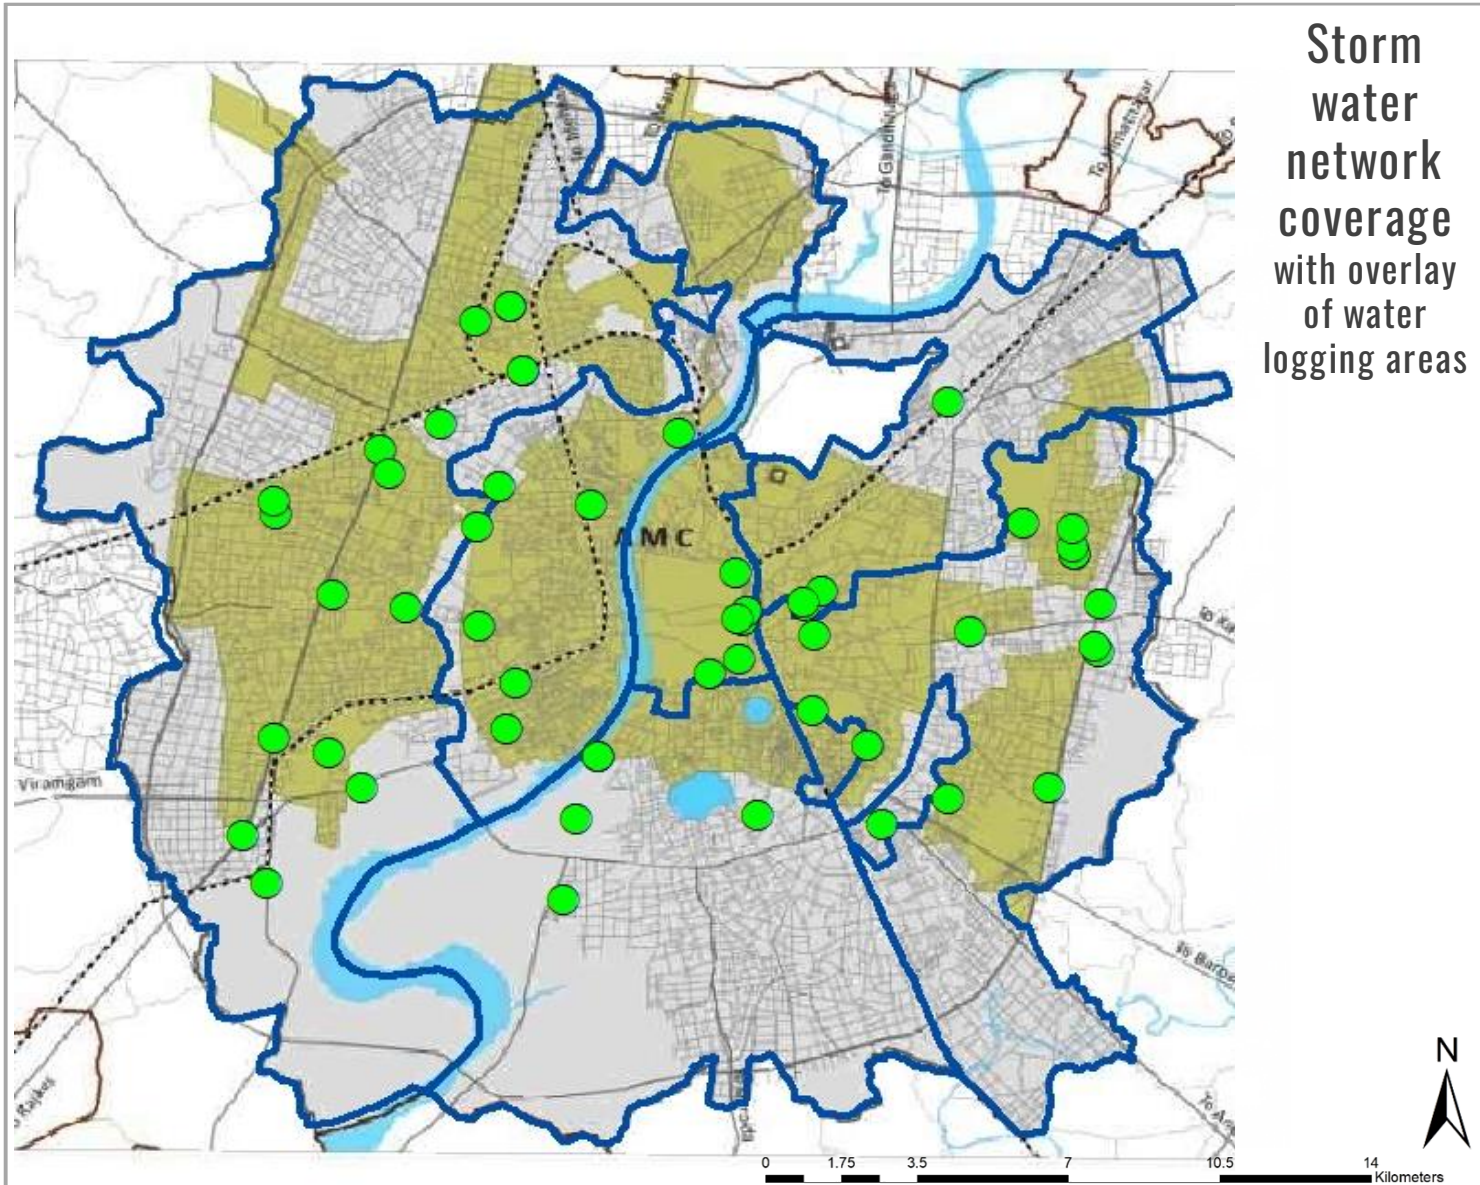 Storm
water
network
coverage
with overlay
of water
logging areas
To Gandhinagar
AMC
Viramgam
N
0 1.75 3.5 7 10.5 14
Kilometers